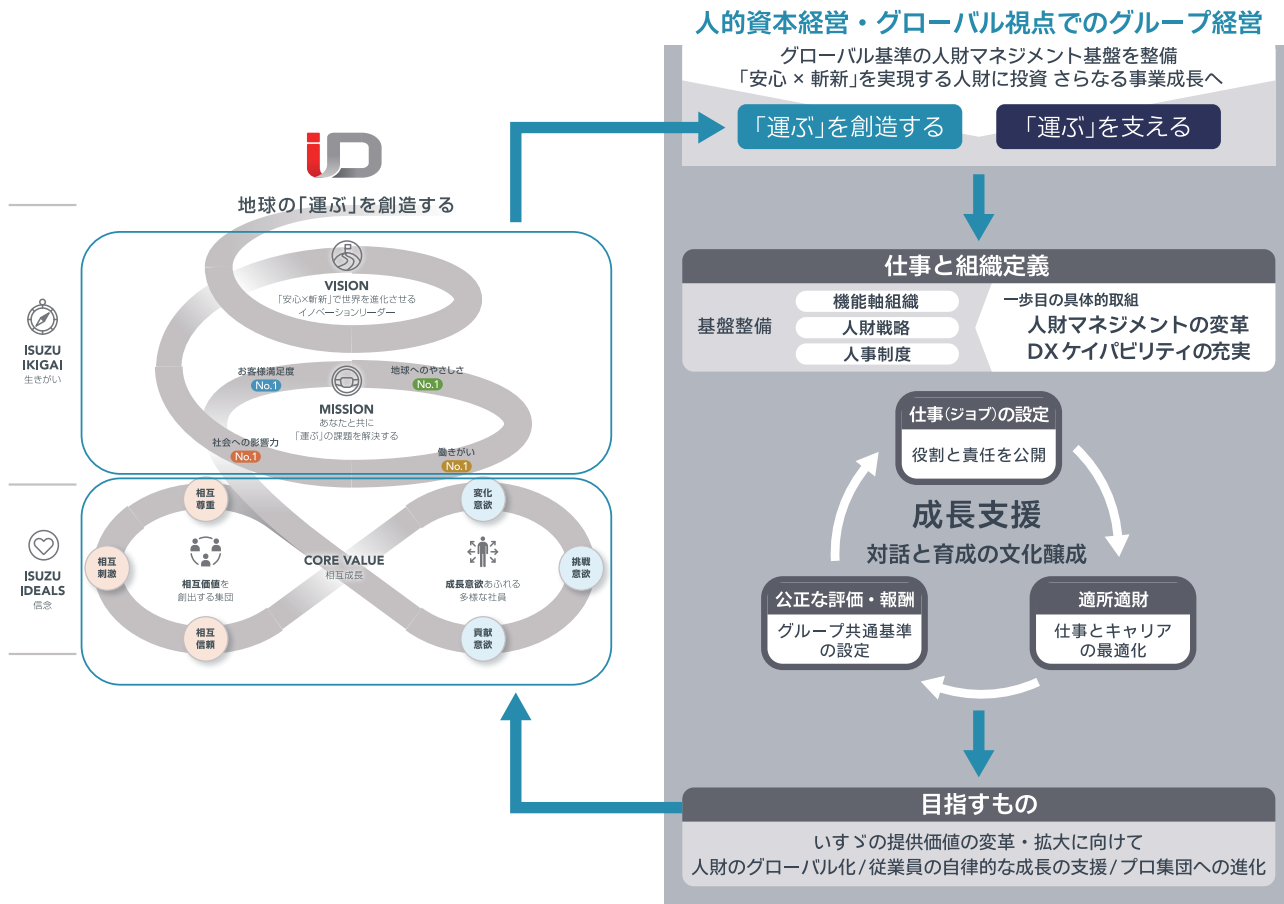 iD
地球の「運ぶ」を創造する
ISUZU
IKIGAI
生きがい
VISION
「安心×斬新」で世界を進化させる
イノベーションリーダー
お客様満足度
No.1
地球へのやさしさ
No.1
MISSION
あなたと共に
「運ぶ」の課題を解決する
社会への影響力
No.1
働きがい
No.1
ISUZU
IDEALS
信念
相互
尊重
相互
刺激
相互
信頼
相互価値を
創出する集団
CORE VALUE
相互成長
変化
意欲
挑戦
意欲
貢献
意欲
成長意欲あふれる
多様な社員
人的資本経営・グローバル視点でのグループ経営
グローバル基準の人財マネジメント基盤を整備
「安心 × 斬新」を実現する人財に投資 さらなる事業成長へ
「運ぶ」を創造する
「運ぶ」を支える
仕事と組織定義
基盤整備
機能軸組織
人財戦略
人事制度
一歩目の具体的取組
人財マネジメントの変革
DXケイパビリティの充実
仕事(ジョブ)の設定
役割と責任を公開
成長支援
対話と育成の文化醸成
公正な評価・報酬
グループ共通基準
の設定
適所適財
仕事とキャリア
の最適化
目指すもの
いすゞの提供価値の変革・拡大に向けて
人財のグローバル化/従業員の自律的な成長の支援/プロ集団への進化